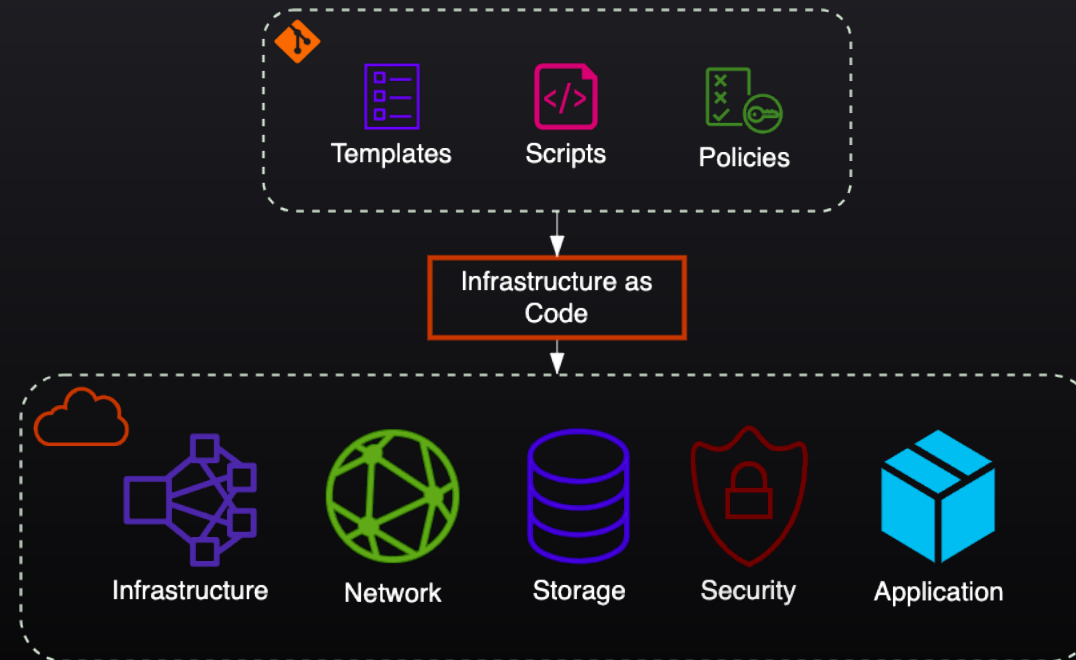 Templates
Scripts
Policies
Infrastructure as
Code
Infrastructure
Network
Storage
Security
Application